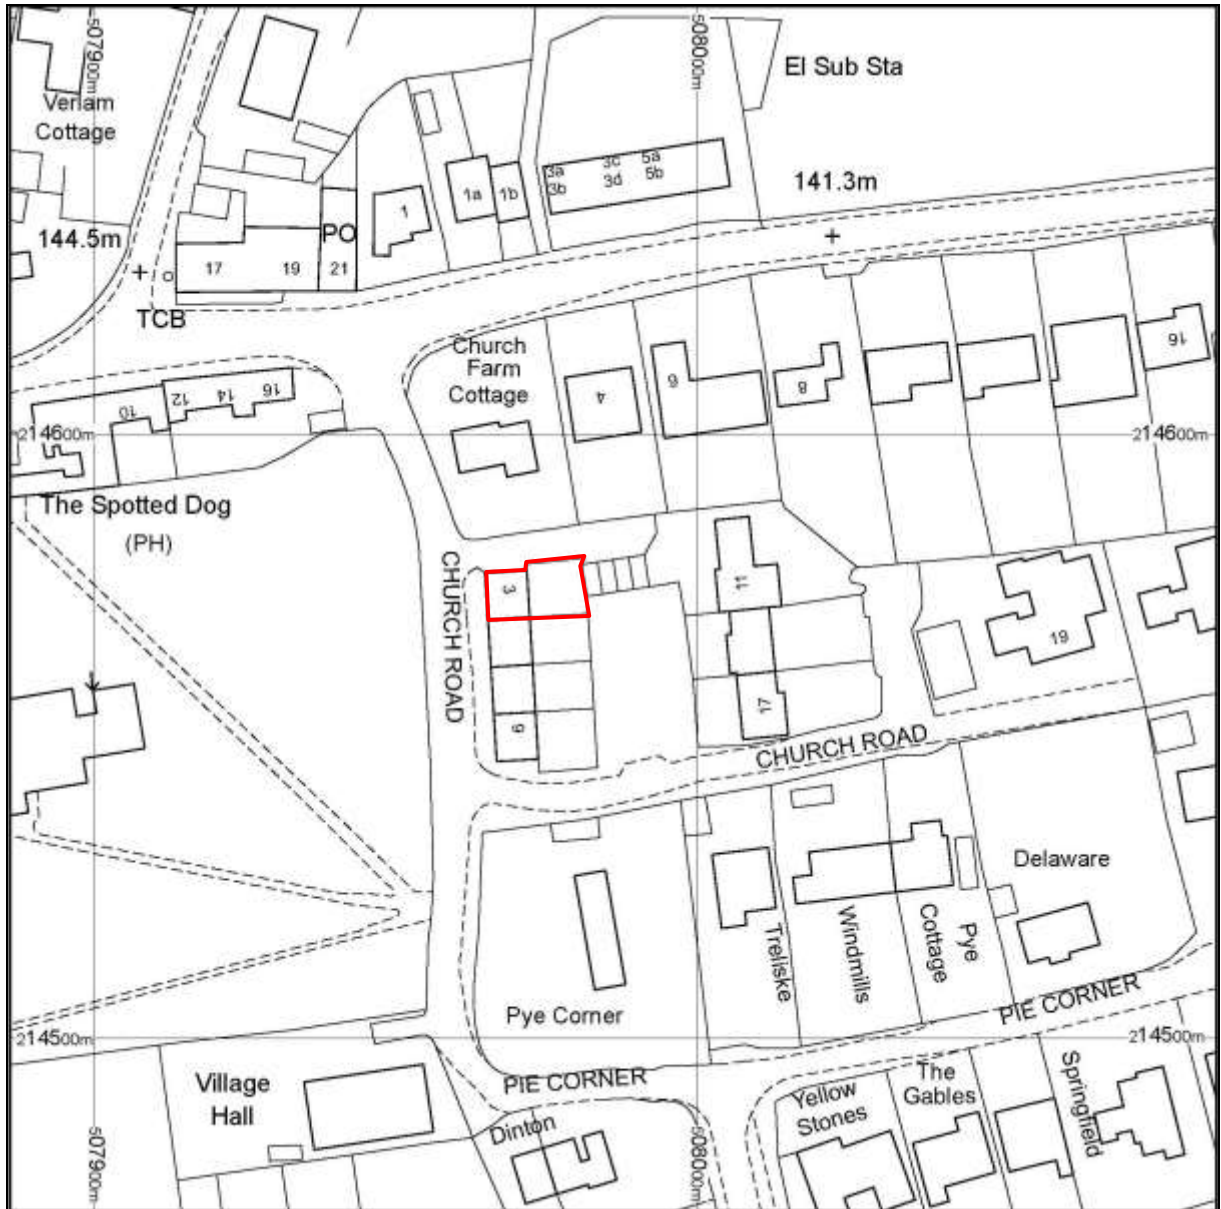 507900m
508000m
El Sub Sta
Verlam
Cottage
3a
3c
5a
3b
3d
5b
1a
1b
141.3m
1
PO
144.5m
17
19
21
TCB
Church
Farm
Cottage
16
10
12
14
16
4
6
8
214600m
214600m
The Spotted Dog
(PH)
CHURCH ROAD
3
11
19
17
9
CHURCH ROAD
Delaware
Treliske
Windmills
Pye
Cottage
Pye Corner
PIE CORNER
214500m
214500m
Village
Hall
PIE CORNER
Dinton
Yellow
Stones
The
Gables
Springfield
507900m
508000m